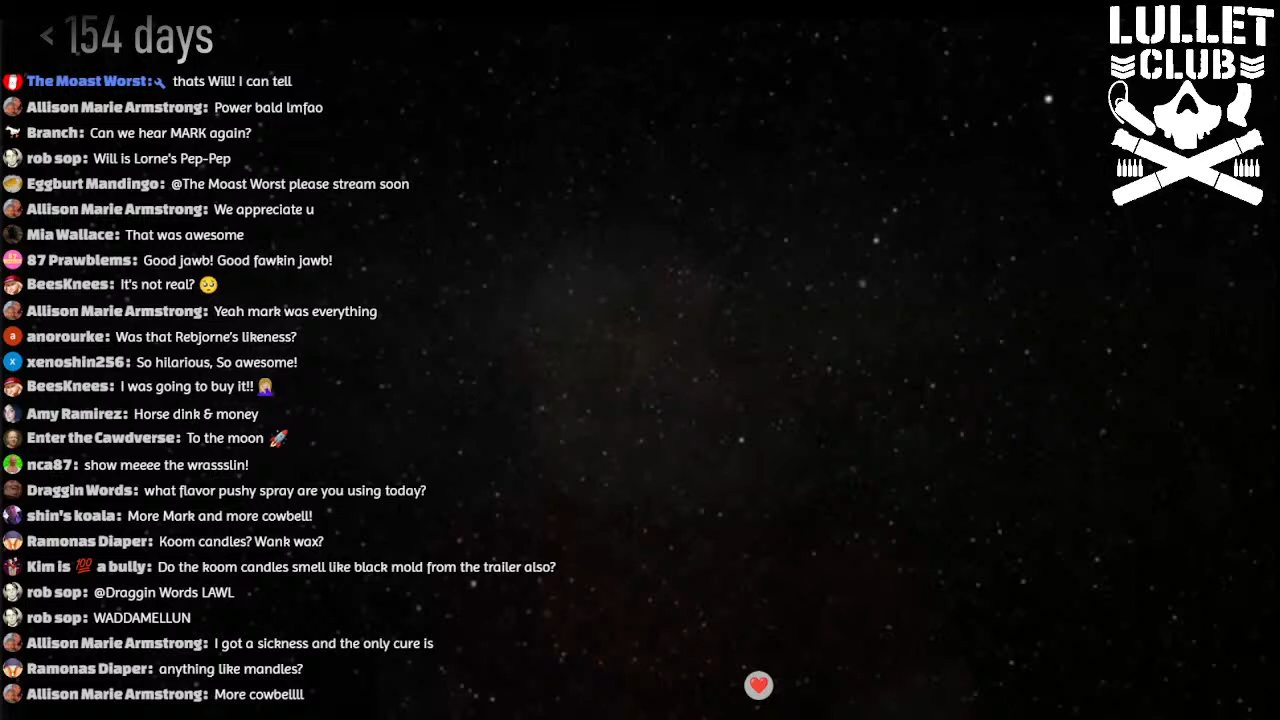 < 154 days
LULLET
CLUB
The Moast Worst: thats Will! I can tell
Allison Marie Armstrong: Power bald lmfao
Branch: Can we hear MARK again?
rob sop: Will is Lorne's Pep-Pep
Eggburt Mandingo: @The Moast Worst please stream soon
Allison Marie Armstrong: We appreciate u
Mia Wallace: That was awesome
87 Prawblems: Good jawb! Good fawkin jawb!
BeesKnees: It's not real? 🥺
Allison Marie Armstrong: Yeah mark was everything
anorourke: Was that Rebjorne's likeness?
xenoshin256: So hilarious, So awesome!
BeesKnees: I was going to buy it!! 🤦🏼‍♀️
Amy Ramirez: Horse dink & money
Enter the Cawdverse: To the moon 🚀
nca87: show meeee the wrassslin!
Draggin Words: what flavor pushy spray are you using today?
shin's koala: More Mark and more cowbell!
Ramonas Diaper: Koom candles? Wank wax?
Kim is 💯 a bully: Do the koom candles smell like black mold from the trailer also?
rob sop: @Draggin Words LAWL
rob sop: WADDAMELLUN
Allison Marie Armstrong: I got a sickness and the only cure is
Ramonas Diaper: anything like mandles?
Allison Marie Armstrong: More cowbellll